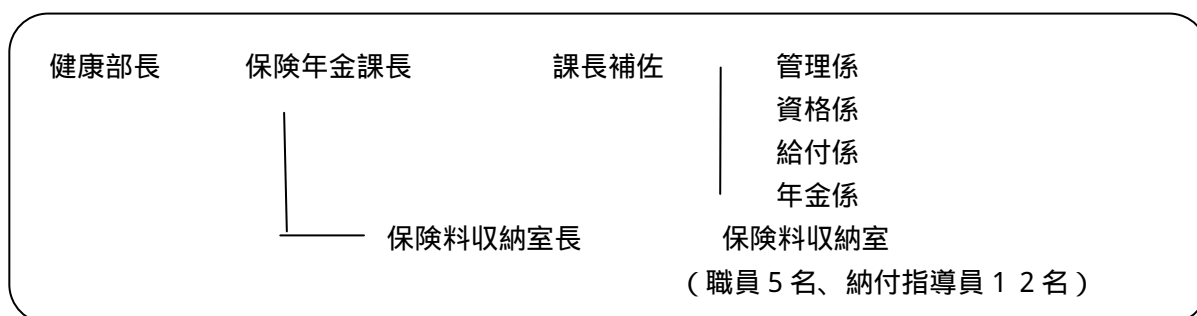 健康部長 保険年金課長 課長補佐 管理係
資格係
給付係
年金係
保険料収納室長 保険料収納室
（職員５名、納付指導員１２名）